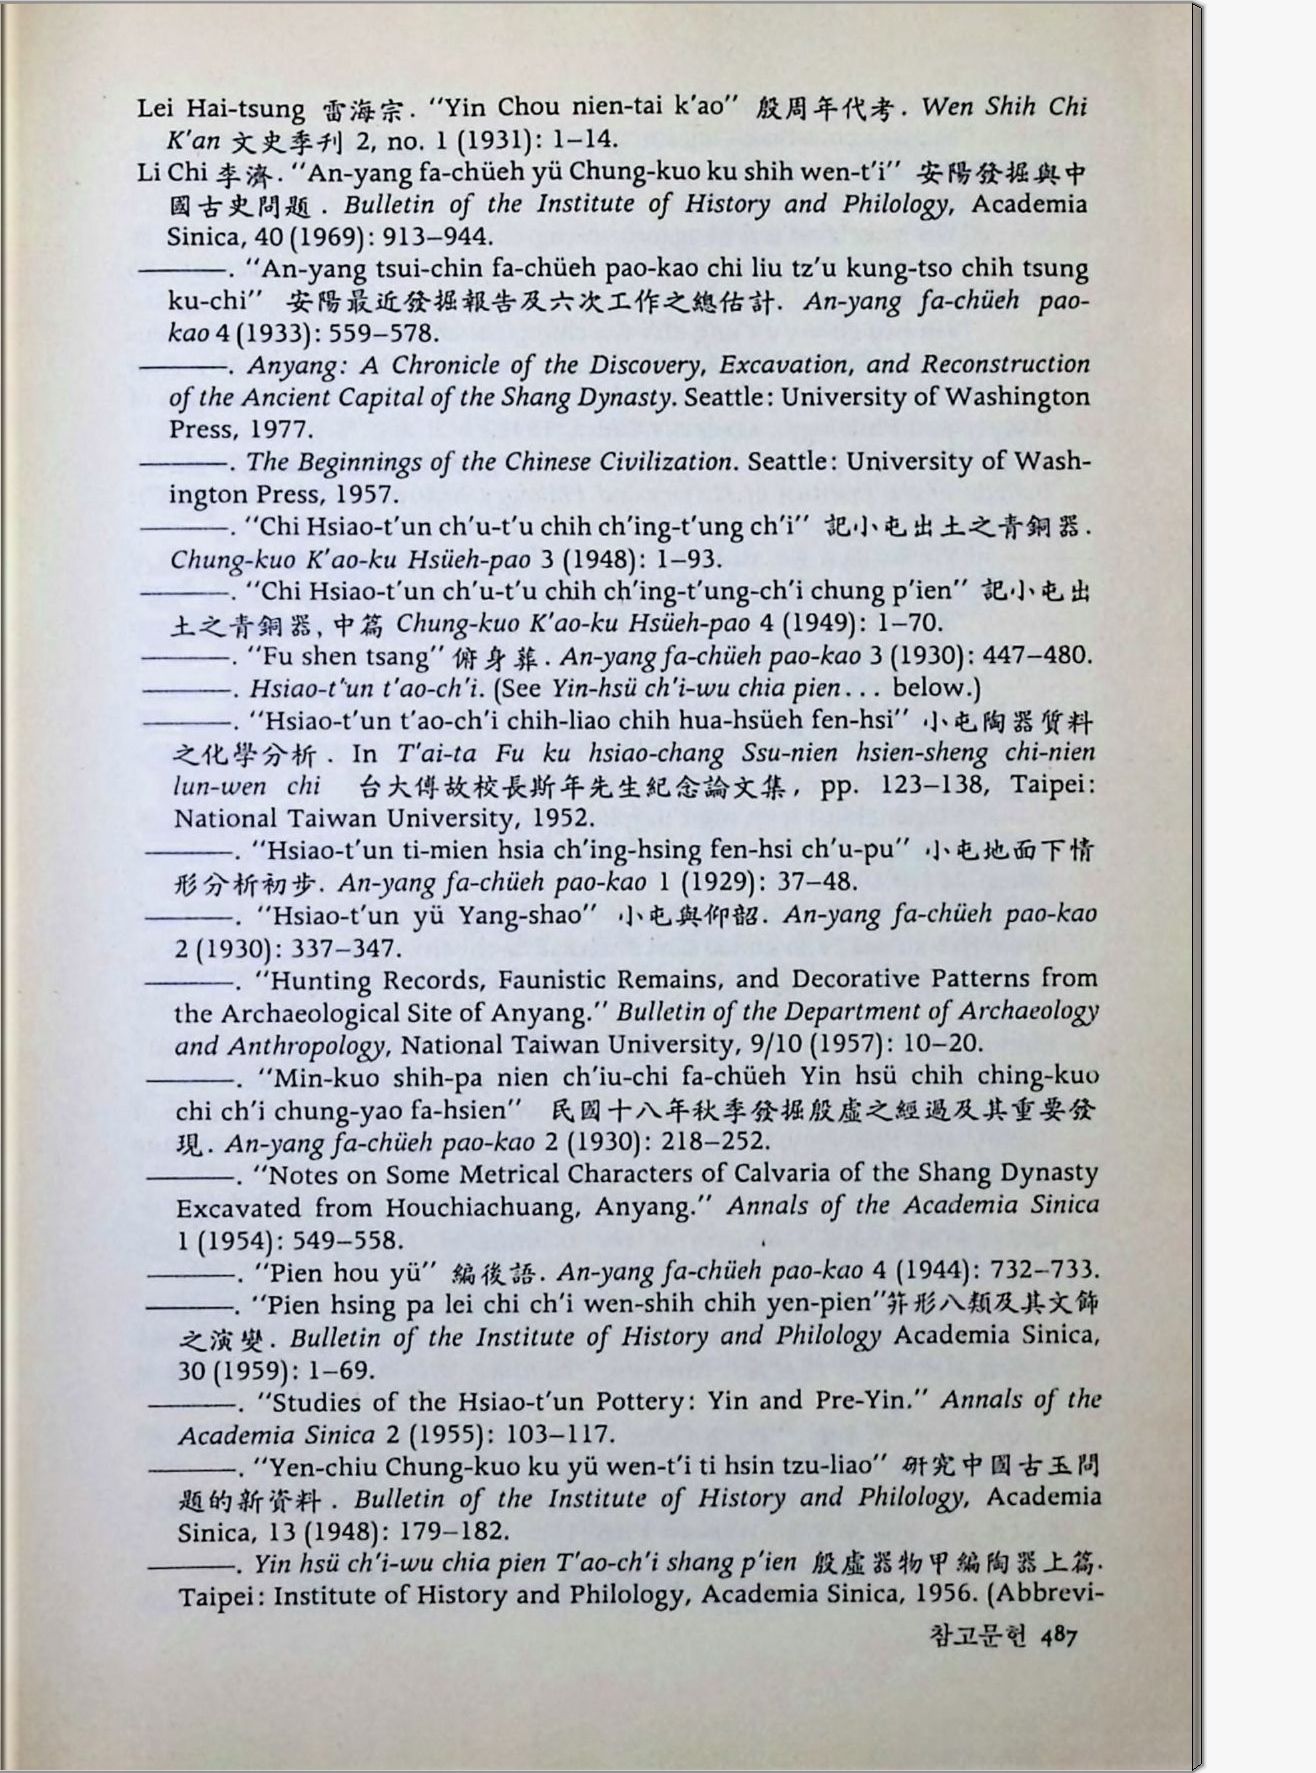 Lei Hai-tsung 雷海宗. "Yin Chou nien-tai k'ao" 殷周年代考. Wen Shih Chi
K'an 文史季刊 2, no. 1 (1931): 1–14.
Li Chi 李濟. "An-yang fa-chüeh yü Chung-kuo ku shih wen-t'i" 安陽發掘與中
國古史問題. Bulletin of the Institute of History and Philology, Academia
Sinica, 40 (1969): 913–944.
———. "An-yang tsui-chin fa-chüeh pao-kao chi liu tz'u kung-tso chih tsung
ku-chi" 安陽最近發掘報告及六次工作之總估計. An-yang fa-chüeh pao-
kao 4 (1933): 559–578.
———. Anyang: A Chronicle of the Discovery, Excavation, and Reconstruction
of the Ancient Capital of the Shang Dynasty. Seattle: University of Washington
Press, 1977.
———. The Beginnings of the Chinese Civilization. Seattle: University of Wash-
ington Press, 1957.
———. "Chi Hsiao-t'un ch'u-t'u chih ch'ing-t'ung ch'i" 記小屯出土之青銅器.
Chung-kuo K'ao-ku Hsüeh-pao 3 (1948): 1–93.
———. "Chi Hsiao-t'un ch'u-t'u chih ch'ing-t'ung-ch'i chung p'ien" 記小屯出
土之青銅器, 中篇 Chung-kuo K'ao-ku Hsüeh-pao 4 (1949): 1–70.
———. "Fu shen tsang" 俯身葬. An-yang fa-chüeh pao-kao 3 (1930): 447–480.
———. Hsiao-t'un t'ao-ch'i. (See Yin-hsü ch'i-wu chia pien... below.)
———. "Hsiao-t'un t'ao-ch'i chih-liao chih hua-hsüeh fen-hsi" 小屯陶器質料
之化學分析. In T'ai-ta Fu ku hsiao-chang Ssu-nien hsien-sheng chi-nien
lun-wen chi 台大傅故校長斯年先生紀念論文集, pp. 123–138, Taipei:
National Taiwan University, 1952.
———. "Hsiao-t'un ti-mien hsia ch'ing-hsing fen-hsi ch'u-pu" 小屯地面下情
形分析初步. An-yang fa-chüeh pao-kao 1 (1929): 37–48.
———. "Hsiao-t'un yü Yang-shao" 小屯與仰韶. An-yang fa-chüeh pao-kao
2 (1930): 337–347.
———. "Hunting Records, Faunistic Remains, and Decorative Patterns from
the Archaeological Site of Anyang." Bulletin of the Department of Archaeology
and Anthropology, National Taiwan University, 9/10 (1957): 10–20.
———. "Min-kuo shih-pa nien ch'iu-chi fa-chüeh Yin hsü chih ching-kuo
chi ch'i chung-yao fa-hsien" 民國十八年秋季發掘殷虛之經過及其重要發
現. An-yang fa-chüeh pao-kao 2 (1930): 218–252.
———. "Notes on Some Metrical Characters of Calvaria of the Shang Dynasty
Excavated from Houchiachuang, Anyang." Annals of the Academia Sinica
1 (1954): 549–558.
———. "Pien hou yü" 編後語. An-yang fa-chüeh pao-kao 4 (1944): 732–733.
———. "Pien hsing pa lei chi ch'i wen-shih chih yen-pien" 笄形八類及其文飾
之演變. Bulletin of the Institute of History and Philology Academia Sinica,
30 (1959): 1–69.
———. "Studies of the Hsiao-t'un Pottery: Yin and Pre-Yin." Annals of the
Academia Sinica 2 (1955): 103–117.
———. "Yen-chiu Chung-kuo ku yü wen-t'i ti hsin tzu-liao" 研究中國古玉問
題的新資料. Bulletin of the Institute of History and Philology, Academia
Sinica, 13 (1948): 179–182.
———. Yin hsü ch'i-wu chia pien T'ao-ch'i shang p'ien 殷虛器物甲編陶器上篇.
Taipei: Institute of History and Philology, Academia Sinica, 1956. (Abbrevi-
참고문헌 487